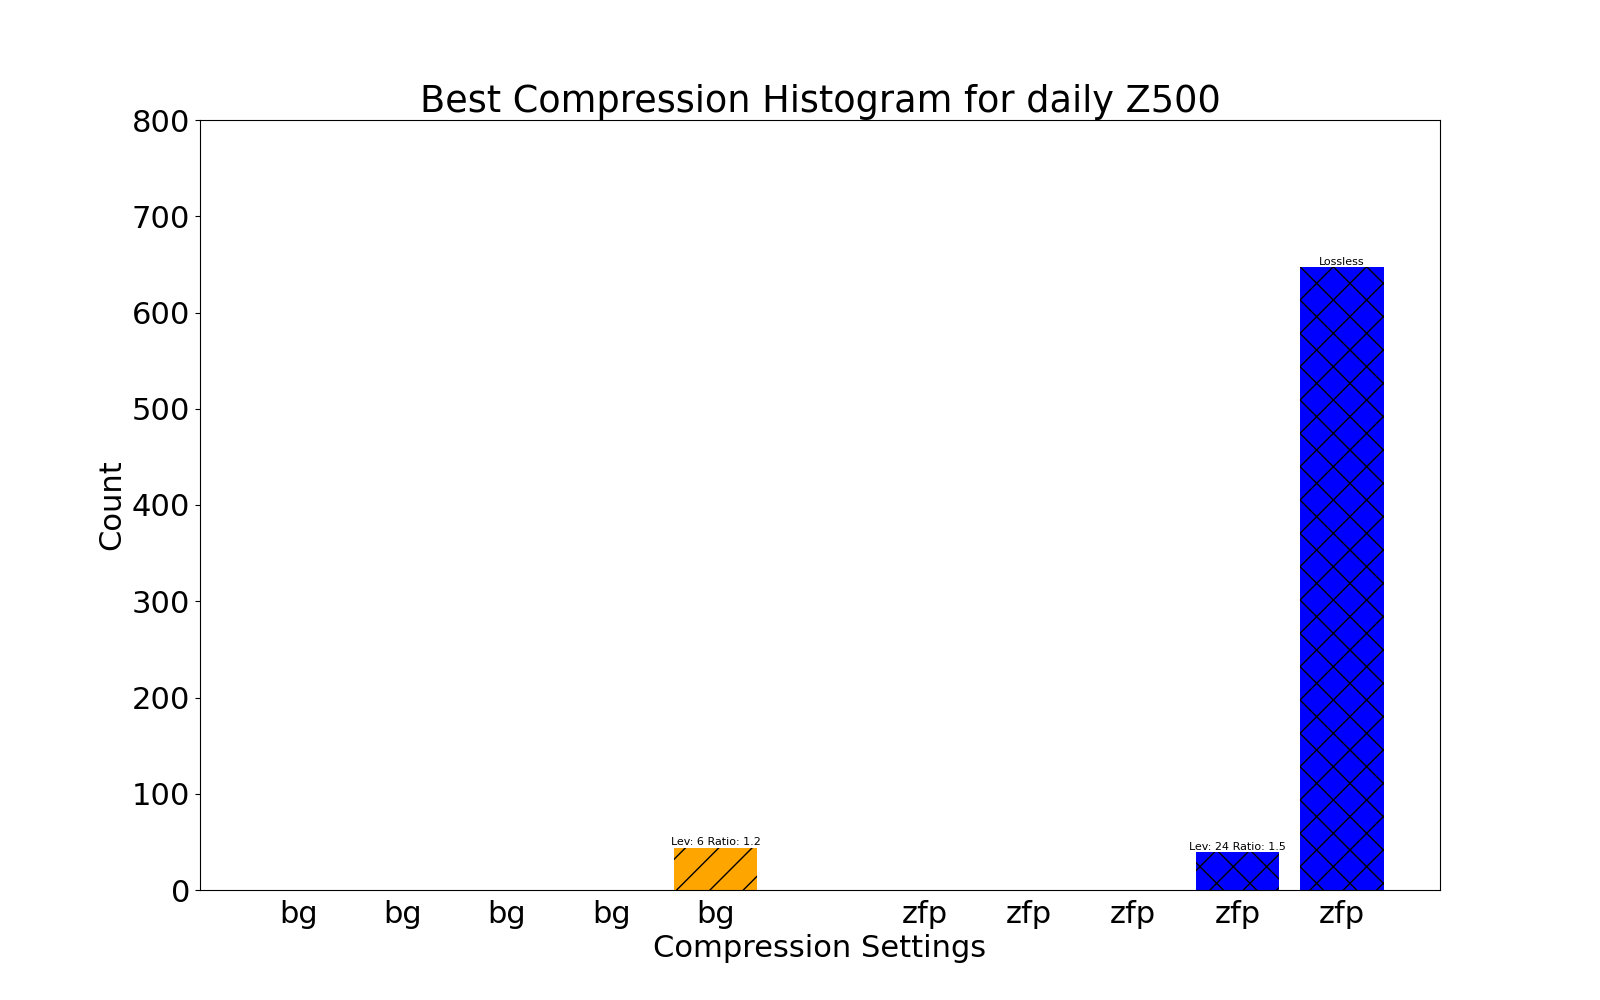 Best Compression Histogram for daily Z500
800
700
600
500
400
300
200
100
0
Count
Lossless
Lev: 6 Ratio: 1.2
Lev: 24 Ratio: 1.5
bg bg bg bg bg zfp zfp zfp zfp zfp
Compression Settings